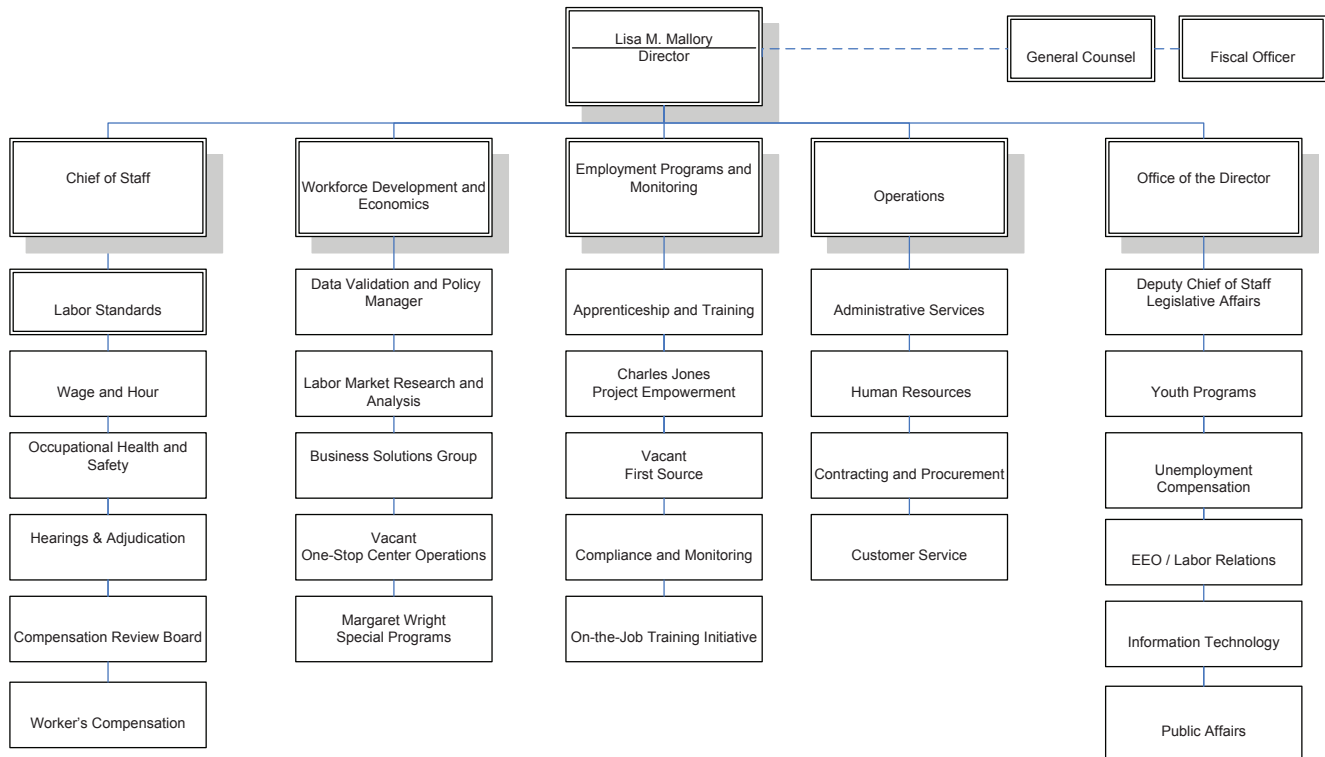 Lisa M. Mallory
Director
General Counsel
Fiscal Officer
Chief of Staff
Workforce Development and
Economics
Employment Programs and
Monitoring
Operations
Office of the Director
Labor Standards
Wage and Hour
Occupational Health and
Safety
Hearings & Adjudication
Compensation Review Board
Worker's Compensation
Data Validation and Policy
Manager
Labor Market Research and
Analysis
Business Solutions Group
Vacant
One-Stop Center Operations
Margaret Wright
Special Programs
Apprenticeship and Training
Charles Jones
Project Empowerment
Vacant
First Source
Compliance and Monitoring
On-the-Job Training Initiative
Administrative Services
Human Resources
Contracting and Procurement
Customer Service
Deputy Chief of Staff
Legislative Affairs
Youth Programs
Unemployment
Compensation
EEO / Labor Relations
Information Technology
Public Affairs